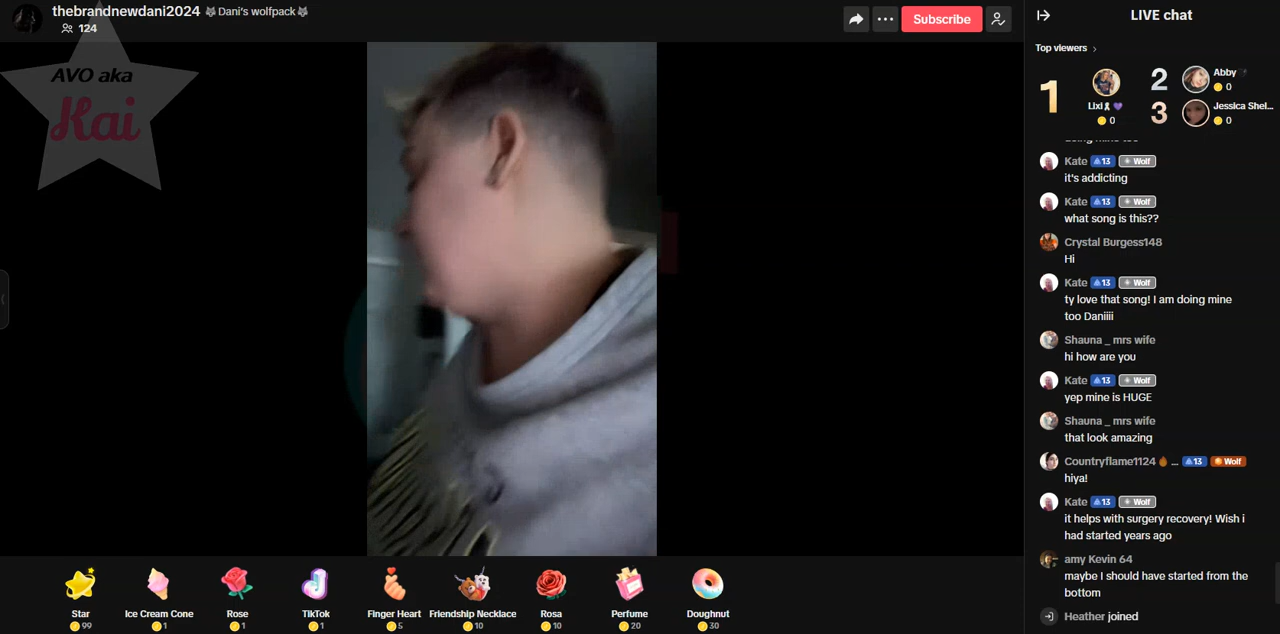 thebrandnewdani2024 🐺Dani's wolfpack🐺
124
Subscribe
AVO aka
Kai
LIVE chat
Top viewers
1
Lixi🎗💜
0
2
Abby
0
3
Jessica Shel...
0
Kate 13 Wolf
it's addicting
Kate 13 Wolf
what song is this??
Crystal Burgess148
Hi
Kate 13 Wolf
ty love that song! I am doing mine
too Daniiii
Shauna _ mrs wife
hi how are you
Kate 13 Wolf
yep mine is HUGE
Shauna _ mrs wife
that look amazing
Countryflame1124🔥 ... 13 Wolf
hiya!
Kate 13 Wolf
it helps with surgery recovery! Wish i
had started years ago
amy Kevin 64
maybe I should have started from the
bottom
Heather joined
Star
99
Ice Cream Cone
1
Rose
1
TikTok
1
Finger Heart
5
Friendship Necklace
10
Rosa
10
Perfume
20
Doughnut
30